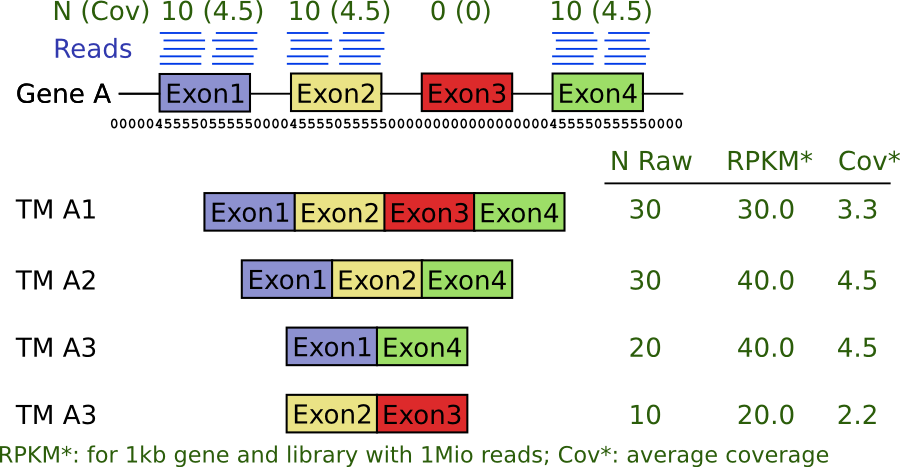 N (Cov) 10 (4.5) 10 (4.5) 0 (0) 10 (4.5)
Reads
Gene A Exon1 Exon2 Exon3 Exon4
0000045555055555000045555055555000000000000000000455550555550000
N Raw RPKM* Cov*
TM A1 Exon1 Exon2 Exon3 Exon4 30 30.0 3.3
TM A2 Exon1 Exon2 Exon4 30 40.0 4.5
TM A3 Exon1 Exon4 20 40.0 4.5
TM A3 Exon2 Exon3 10 20.0 2.2
RPKM*: for 1kb gene and library with 1Mio reads; Cov*: average coverage